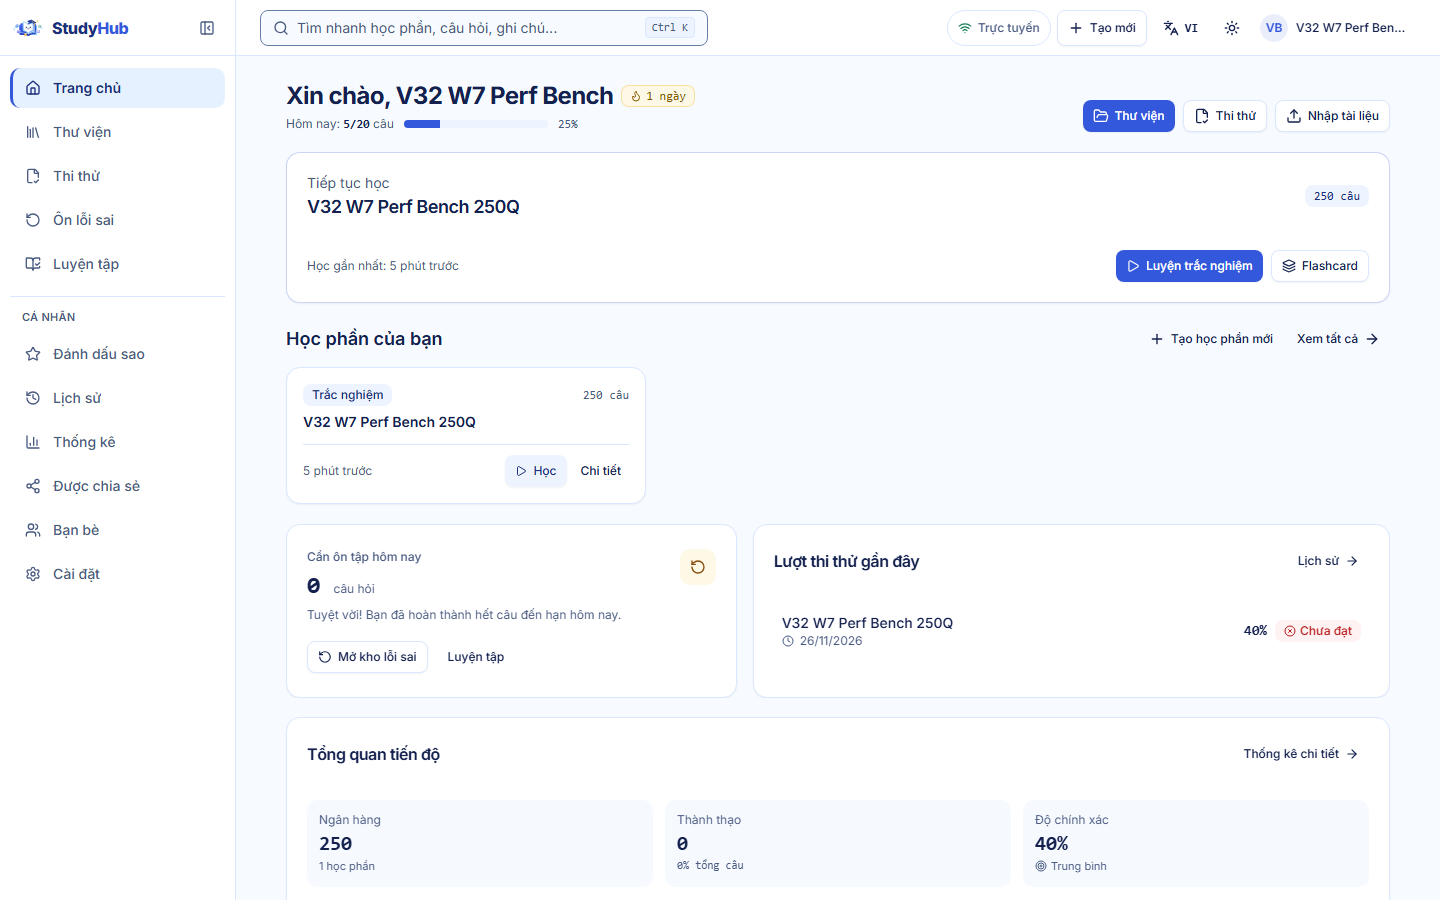 StudyHub
Tìm nhanh học phần, câu hỏi, ghi chú...
Ctrl K
Trực tuyến
Tạo mới
VI
VB
V32 W7 Perf Ben...
Trang chủ
Thư viện
Thi thử
Ôn lỗi sai
Luyện tập
CÁ NHÂN
Đánh dấu sao
Lịch sử
Thống kê
Được chia sẻ
Bạn bè
Cài đặt
Xin chào, V32 W7 Perf Bench
1 ngày
Hôm nay: 5/20 câu
25%
Thư viện
Thi thử
Nhập tài liệu
Tiếp tục học
V32 W7 Perf Bench 250Q
250 câu
Học gần nhất: 5 phút trước
Luyện trắc nghiệm
Flashcard
Học phần của bạn
Tạo học phần mới
Xem tất cả
Trắc nghiệm
250 câu
V32 W7 Perf Bench 250Q
5 phút trước
Học
Chi tiết
Cần ôn tập hôm nay
0 câu hỏi
Tuyệt vời! Bạn đã hoàn thành hết câu đến hạn hôm nay.
Mở kho lỗi sai
Luyện tập
Lượt thi thử gần đây
Lịch sử
V32 W7 Perf Bench 250Q
26/11/2026
40%
Chưa đạt
Tổng quan tiến độ
Thống kê chi tiết
Ngân hàng
250
1 học phần
Thành thạo
0
0% tổng câu
Độ chính xác
40%
Trung bình